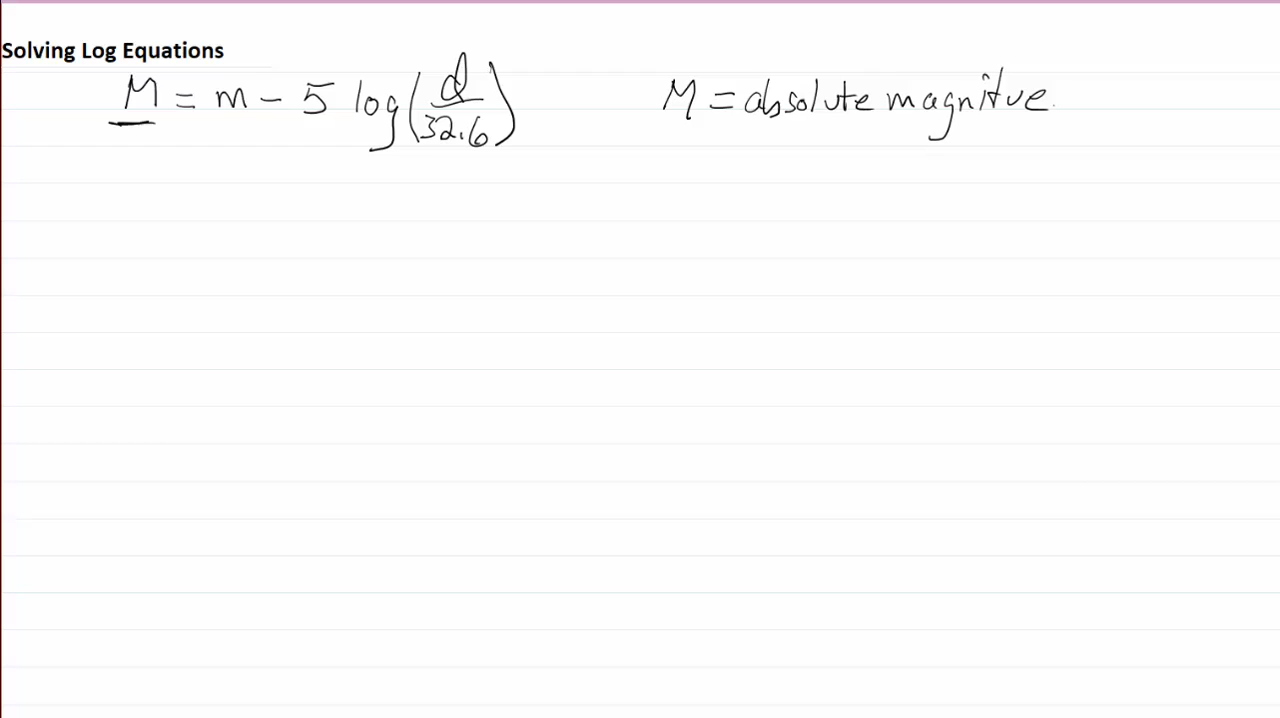 Solving Log Equations
M = m - 5 log(d/32.6) M = absolute magnitue